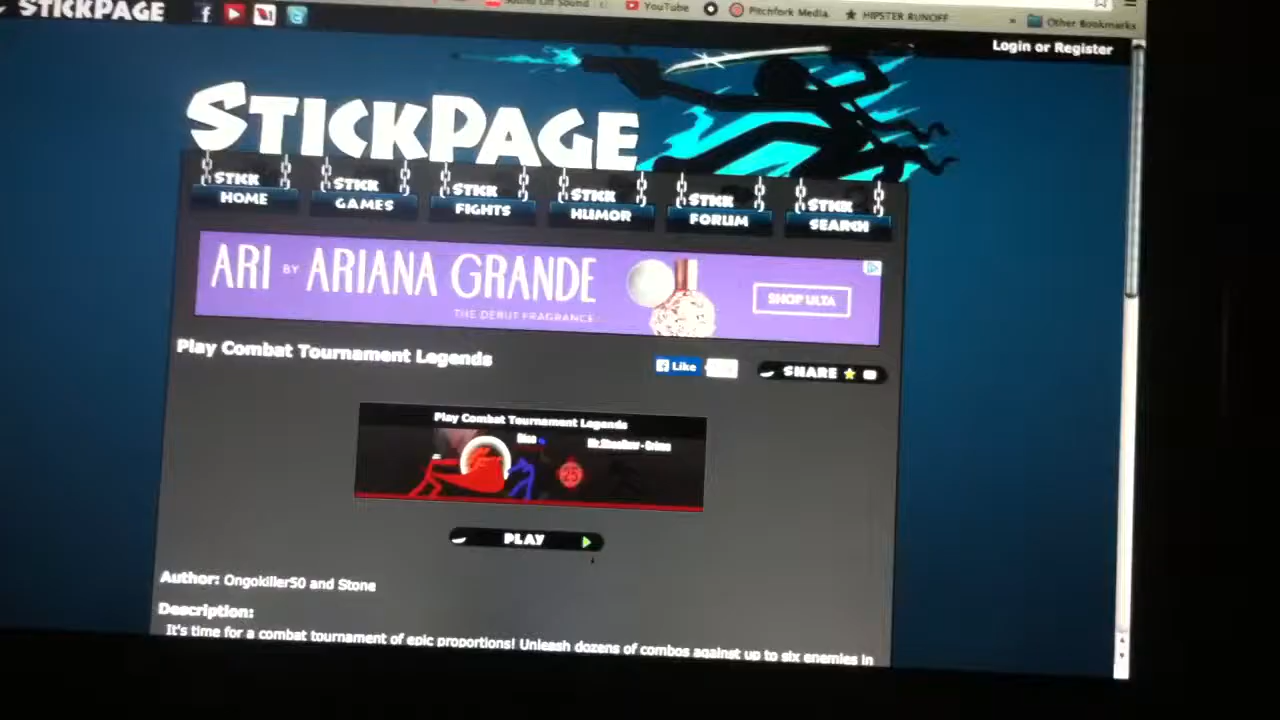 STICKPAGE
YouTube
Pitchfork Media
HIPSTER RUNOFF
»
Other Bookmarks
Login or Register
STICKPAGE
STICK HOME
STICK GAMES
STICK FIGHTS
STICK HUMOR
STICK FORUM
STICK SEARCH
ARI BY ARIANA GRANDE
THE DEBUT FRAGRANCE
SHOP ULTA
Play Combat Tournament Legends
Like
SHARE
Play Combat Tournament Legends
25
PLAY
Author: Ongokiller50 and Stone
Description:
It's time for a combat tournament of epic proportions! Unleash dozens of combos against up to six enemies in